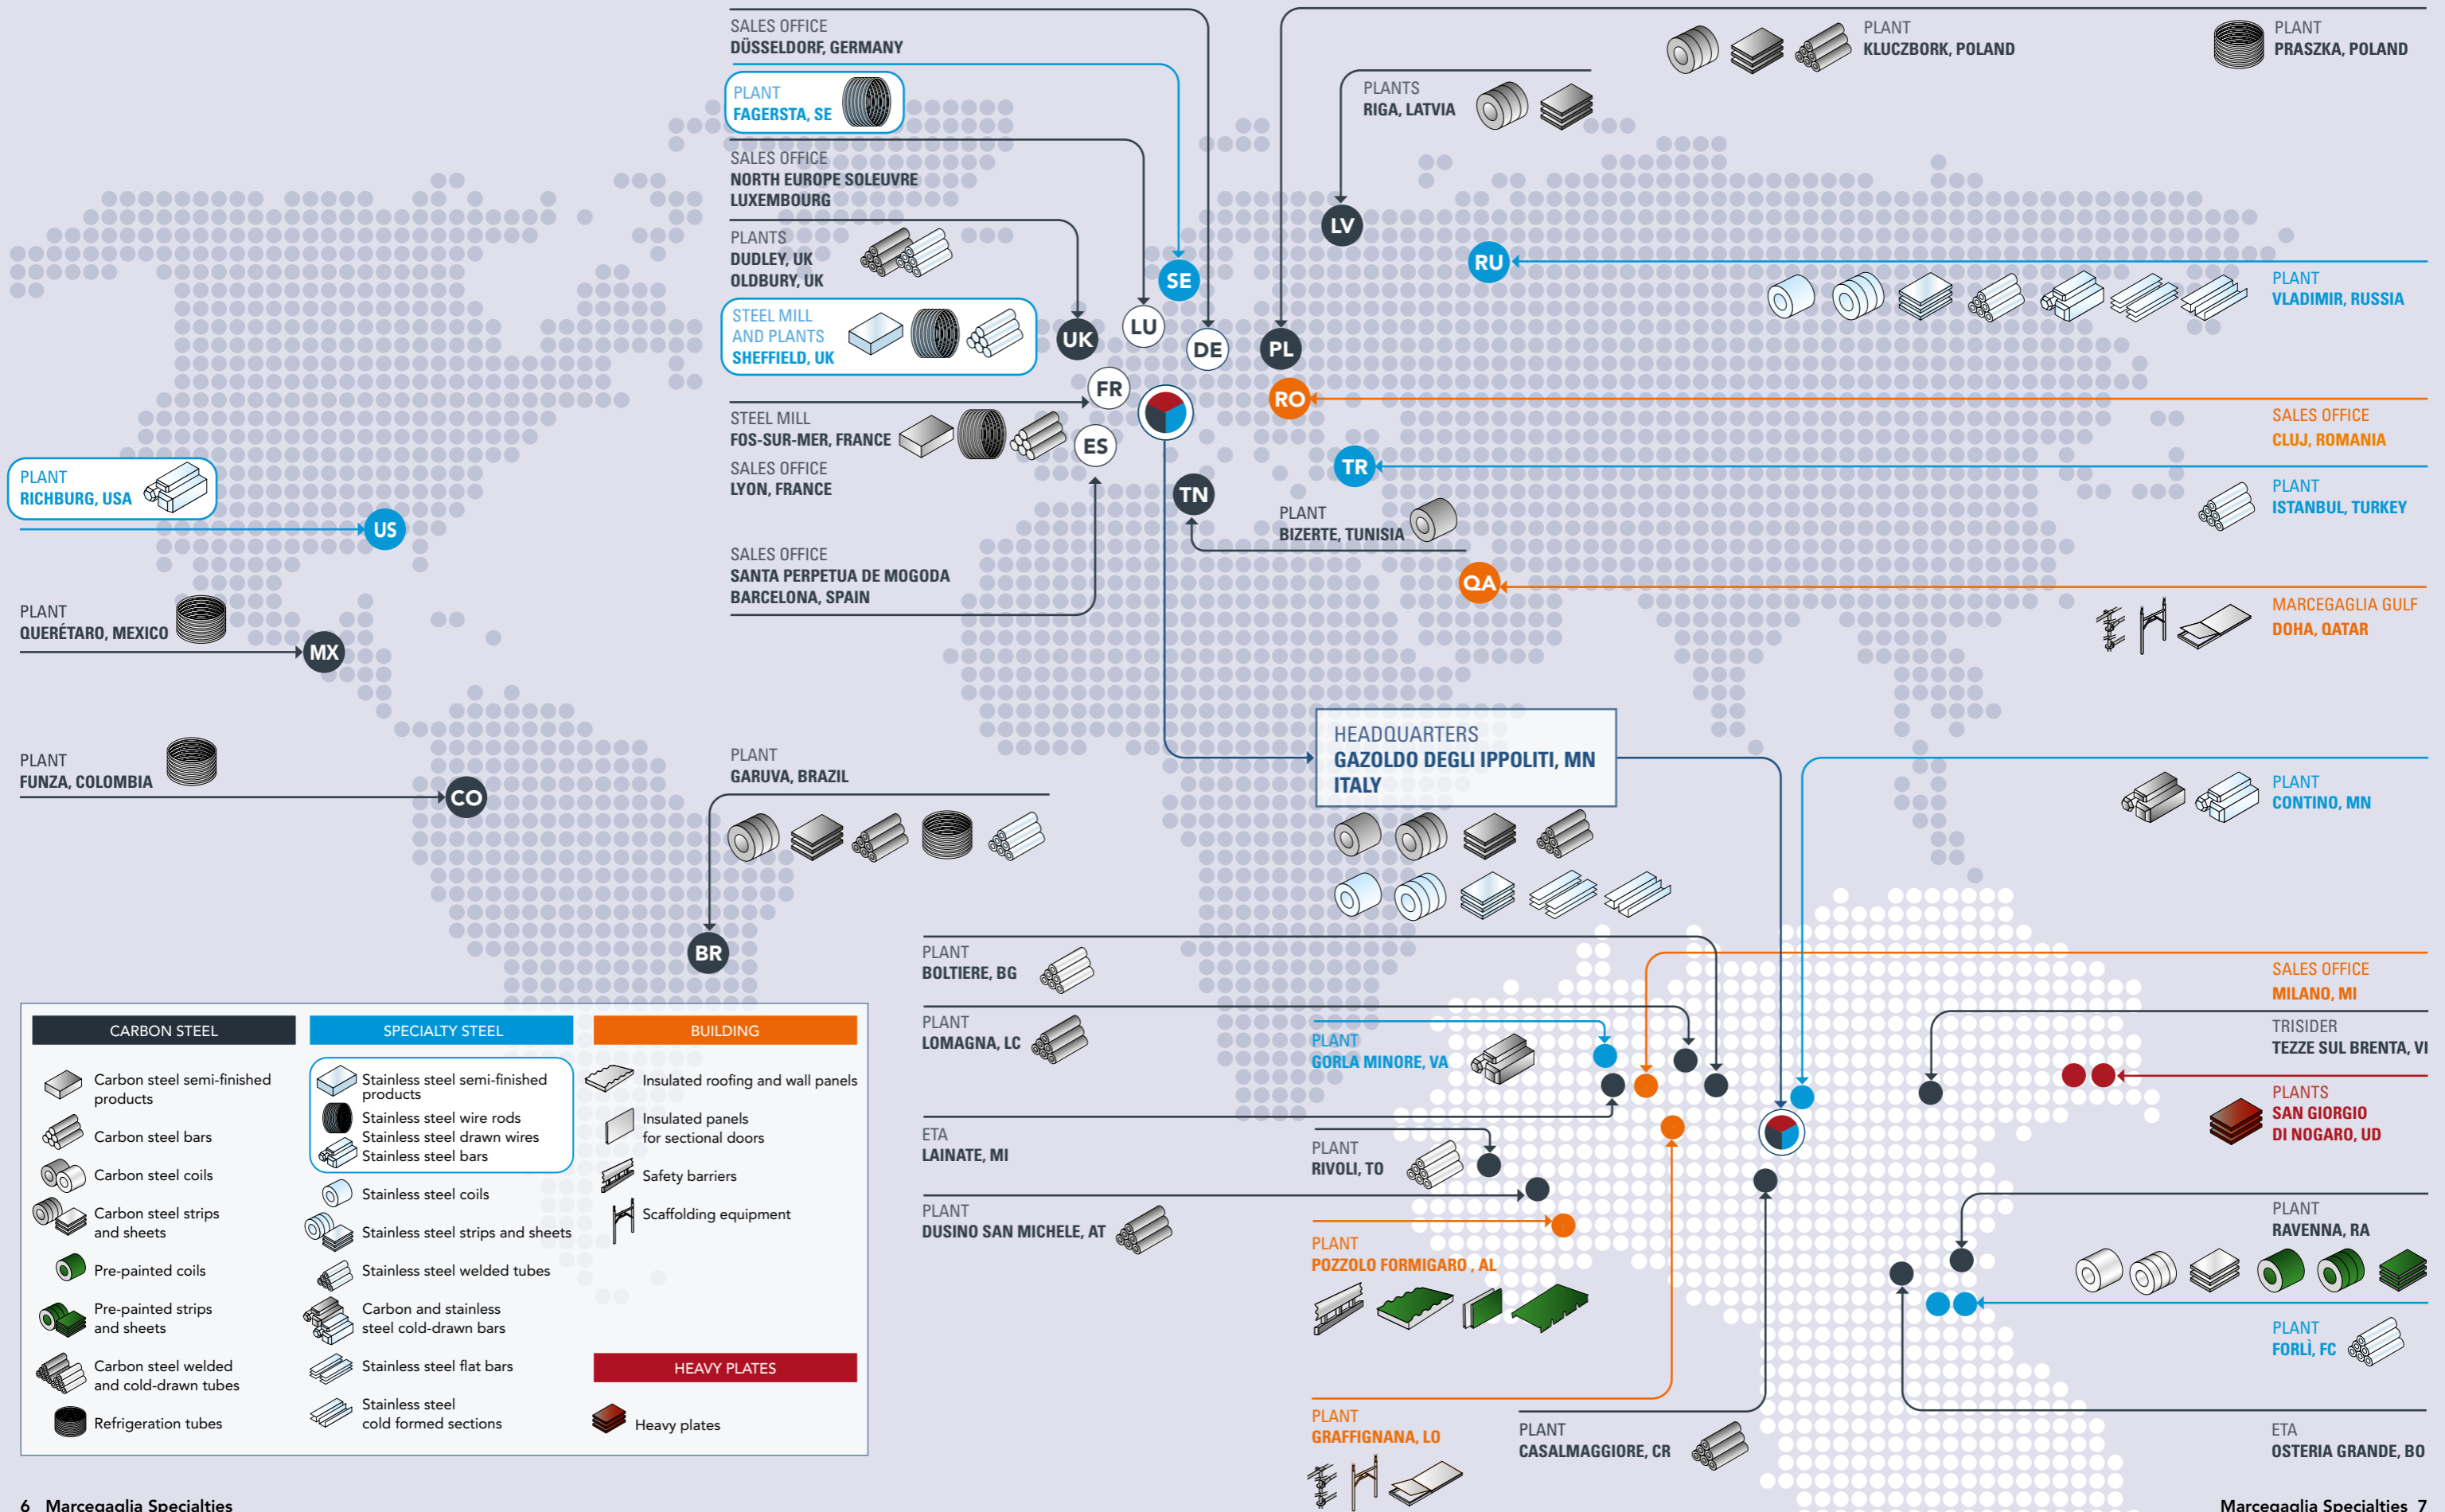 SALES OFFICE
DÜSSELDORF, GERMANY
PLANT
FAGERSTA, SE
SALES OFFICE
NORTH EUROPE SOLEUVRE
LUXEMBOURG
PLANTS
DUDLEY, UK
OLDBURY, UK
STEEL MILL
AND PLANTS
SHEFFIELD, UK
STEEL MILL
FOS-SUR-MER, FRANCE
SALES OFFICE
LYON, FRANCE
SALES OFFICE
SANTA PERPETUA DE MOGODA
BARCELONA, SPAIN
PLANT
KLUCZBORK, POLAND
PLANT
PRASZKA, POLAND
PLANTS
RIGA, LATVIA
LV
RU
SE
LU
UK
DE
PL
FR
RO
ES
TR
TN
QA
US
MX
CO
BR
PLANT
VLADIMIR, RUSSIA
SALES OFFICE
CLUJ, ROMANIA
PLANT
ISTANBUL, TURKEY
PLANT
BIZERTE, TUNISIA
MARCEGAGLIA GULF
DOHA, QATAR
PLANT
RICHBURG, USA
PLANT
QUERÉTARO, MEXICO
PLANT
FUNZA, COLOMBIA
PLANT
GARUVA, BRAZIL
HEADQUARTERS
GAZOLDO DEGLI IPPOLITI, MN
ITALY
PLANT
CONTINO, MN
PLANT
BOLTIERE, BG
PLANT
LOMAGNA, LC
ETA
LAINATE, MI
PLANT
DUSINO SAN MICHELE, AT
PLANT
GORLA MINORE, VA
PLANT
RIVOLI, TO
PLANT
POZZOLO FORMIGARO , AL
PLANT
GRAFFIGNANA, LO
PLANT
CASALMAGGIORE, CR
SALES OFFICE
MILANO, MI
TRISIDER
TEZZE SUL BRENTA, VI
PLANTS
SAN GIORGIO
DI NOGARO, UD
PLANT
RAVENNA, RA
PLANT
FORLÌ, FC
ETA
OSTERIA GRANDE, BO
CARBON STEEL
Carbon steel semi-finished
products
Carbon steel bars
Carbon steel coils
Carbon steel strips
and sheets
Pre-painted coils
Pre-painted strips
and sheets
Carbon steel welded
and cold-drawn tubes
Refrigeration tubes
SPECIALTY STEEL
Stainless steel semi-finished
products
Stainless steel wire rods
Stainless steel drawn wires
Stainless steel bars
Stainless steel coils
Stainless steel strips and sheets
Stainless steel welded tubes
Carbon and stainless
steel cold-drawn bars
Stainless steel flat bars
Stainless steel
cold formed sections
BUILDING
Insulated roofing and wall panels
Insulated panels
for sectional doors
Safety barriers
Scaffolding equipment
HEAVY PLATES
Heavy plates
6 Marcegaglia Specialties
Marcegaglia Specialties 7